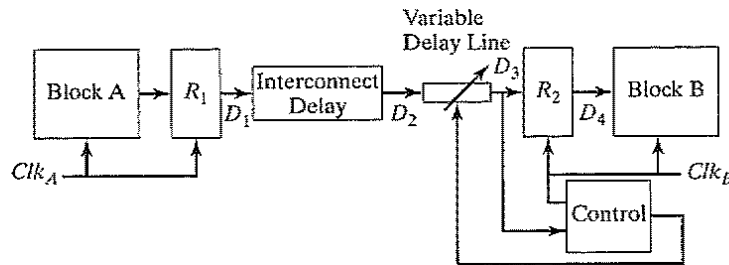 Variable
Delay Line
Block A
R1
D1
Interconnect
Delay
D2
D3
R2
D4
Block B
ClkA
ClkB
Control